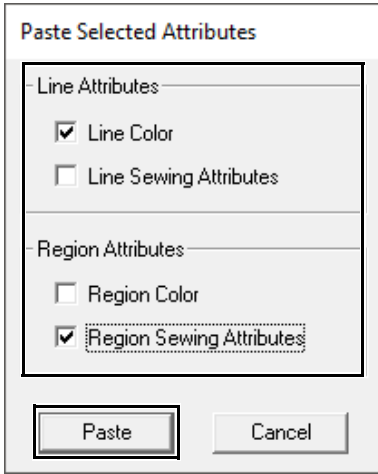 Paste Selected Attributes
Line Attributes
Line Color
Line Sewing Attributes
Region Attributes
Region Color
Region Sewing Attributes
Paste Cancel